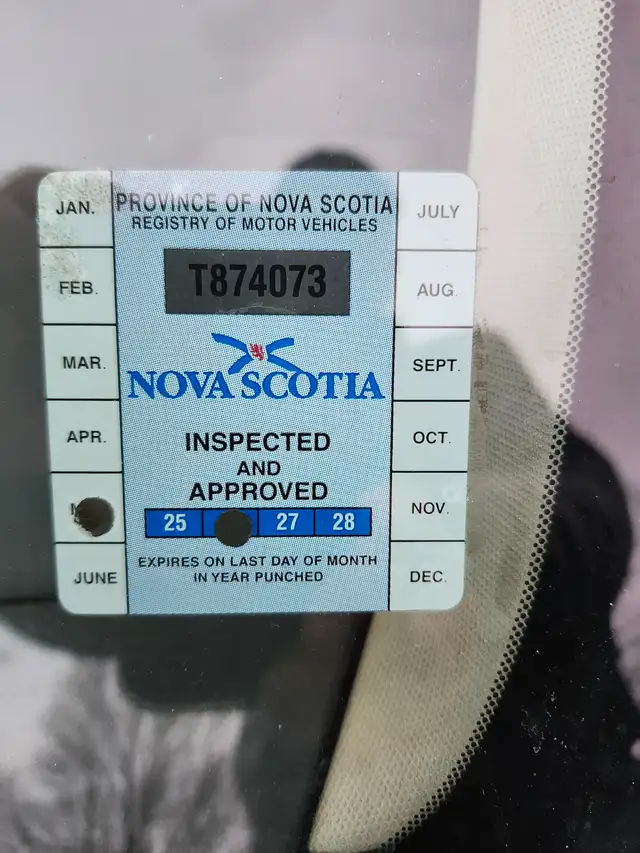 JAN.
FEB.
MAR.
APR.
JUNE
PROVINCE OF NOVA SCOTIA
REGISTRY OF MOTOR VEHICLES
T874073
NOVA SCOTIA
INSPECTED
AND
APPROVED
25 27 28
EXPIRES ON LAST DAY OF MONTH
IN YEAR PUNCHED
JULY
AUG.
SEPT.
OCT.
NOV.
DEC.